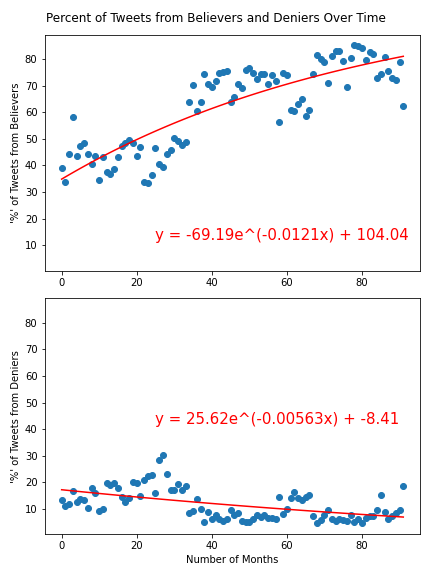 Percent of Tweets from Believers and Deniers Over Time
'%' of Tweets from Believers
80
70
60
50
40
30
20
10
y = -69.19e^(-0.0121x) + 104.04
0 20 40 60 80
'%' of Tweets from Deniers
80
70
60
50
40
30
20
10
y = 25.62e^(-0.00563x) + -8.41
0 20 40 60 80
Number of Months